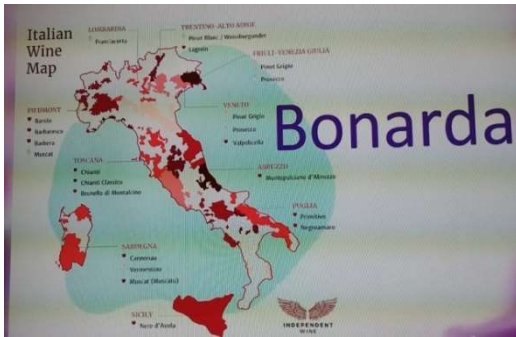 Italian
Wine
Map
LOMBARDIA
Franciacorta
TRENTINO-ALTO ADIGE
Pinot Blanc / Weissburgunder
Lagrein
FRIULI-VENEZIA GIULIA
Pinot Grigio
Prosecco
VENETO
Pinot Grigio
Prosecco
Valpolicella
Bonarda
PIEDMONT
Barolo
Barbaresco
Barbera
Muscat
TOSCANA
Chianti
Chianti Classico
Brunello di Montalcino
ABRUZZO
Montepulciano d'Abruzzo
PUGLIA
Primitivo
Negroamaro
SARDEGNA
Cannonau
Vermentino
Muscat (Moscato)
SICILY
Nero d'Avola
INDEPENDENT
WINE